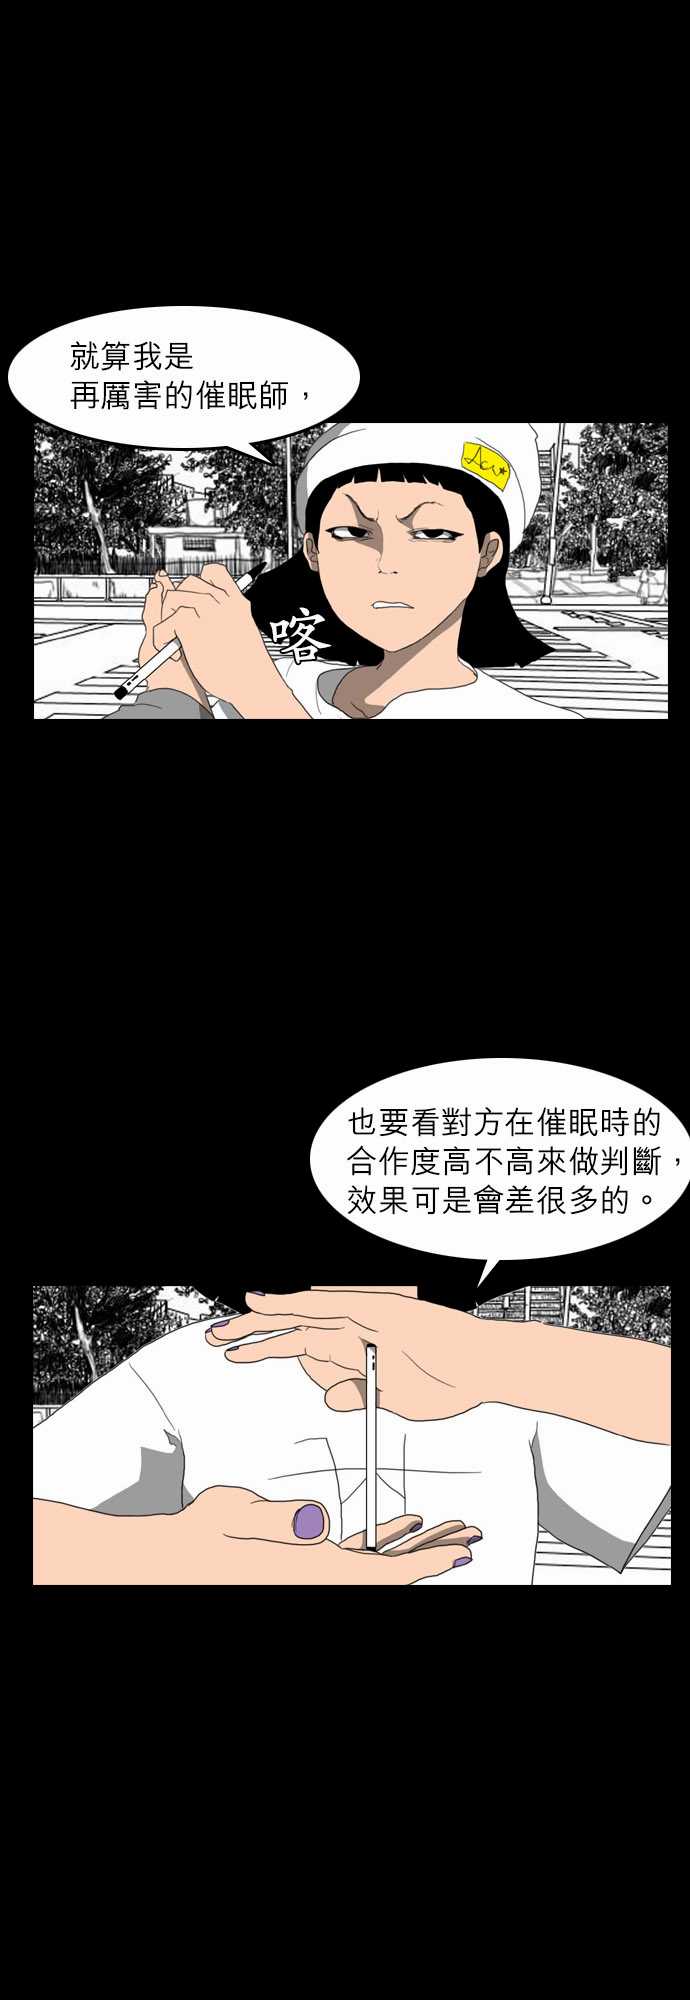 就算我是
再厲害的催眠師，
喀
也要看對方在催眠時的
合作度高不高來做判斷，
效果可是會差很多的。